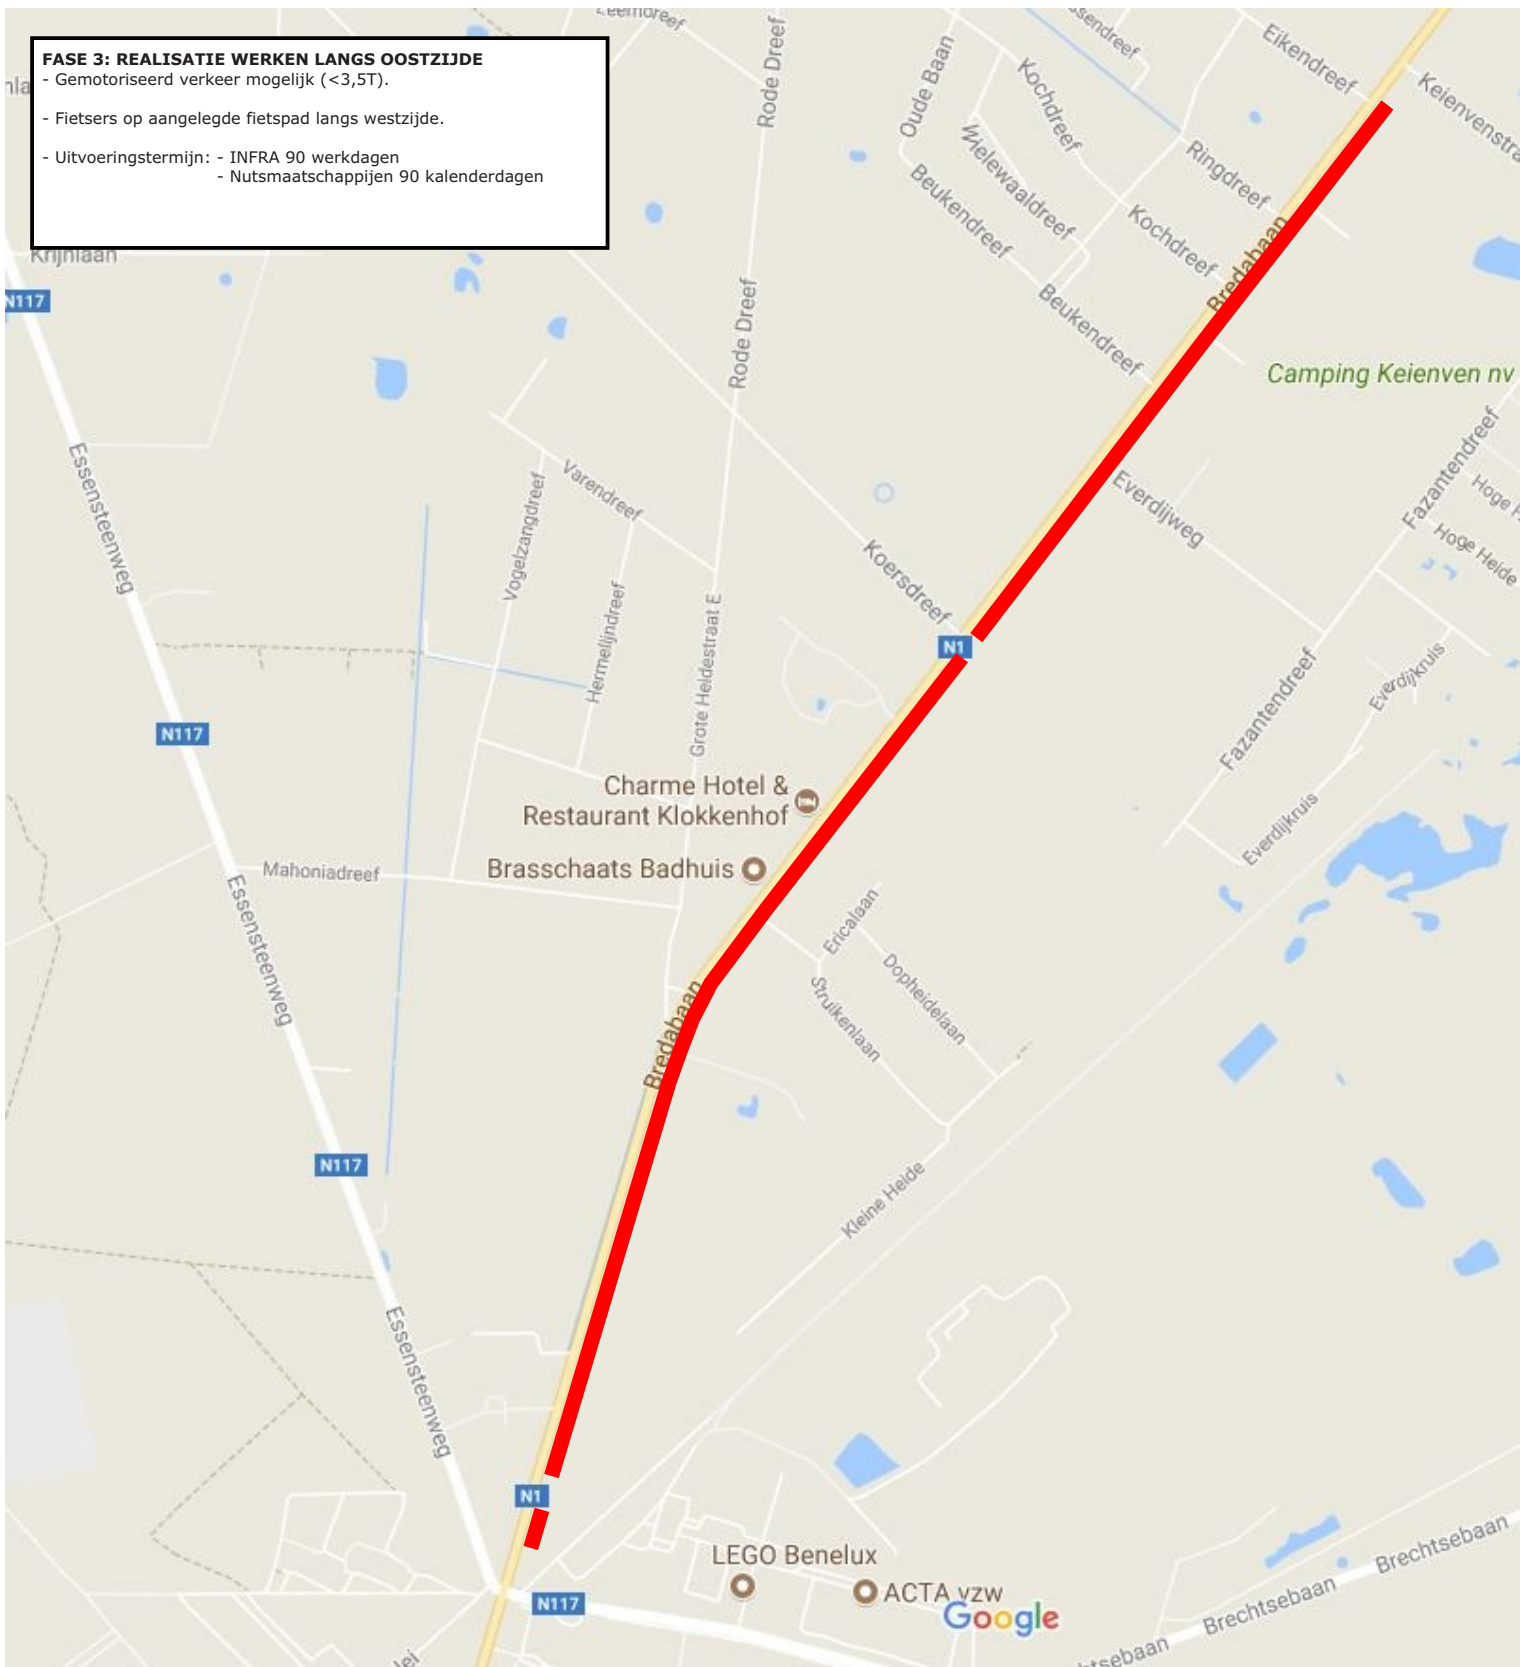 FASE 3: REALISATIE WERKEN LANGS OOSTZIJDE
- Gemotoriseerd verkeer mogelijk (<3,5T).
- Fietsers op aangelegde fietspad langs westzijde.
- Uitvoeringstermijn: - INFRA 90 werkdagen
- Nutsmaatschappijen 90 kalenderdagen
Rode Dreef
Oude Baan
Kochdreef
Eikendreef
Keienvenstra
Wielewaaldreef
Ringdreef
Beukendreef
Kochdreef
Krijnlaan
N117
Bredabaan
Rode Dreef
Beukendreef
Camping Keienven nv
Essensteenweg
Varendreef
Vogelzangdreef
Everdijweg
Fazantendreef
Hoge H
Hoge Heide
Koersdreef
Hermelijndreef
Grote Heidestraat E
N1
Everdijkruis
Fazantendreef
N117
Charme Hotel &
Restaurant Klokkenhof
Everdijkruis
Brasschaats Badhuis
Mahoniadreef
Essensteenweg
Ericalaan
Dopheidelaan
Struikenlaan
Bredabaan
N117
Kleine Heide
Essensteenweg
N1
LEGO Benelux
ACTA vzw
N117
Google
Brechtsebaan
Brechtsebaan
htsebaan
lei